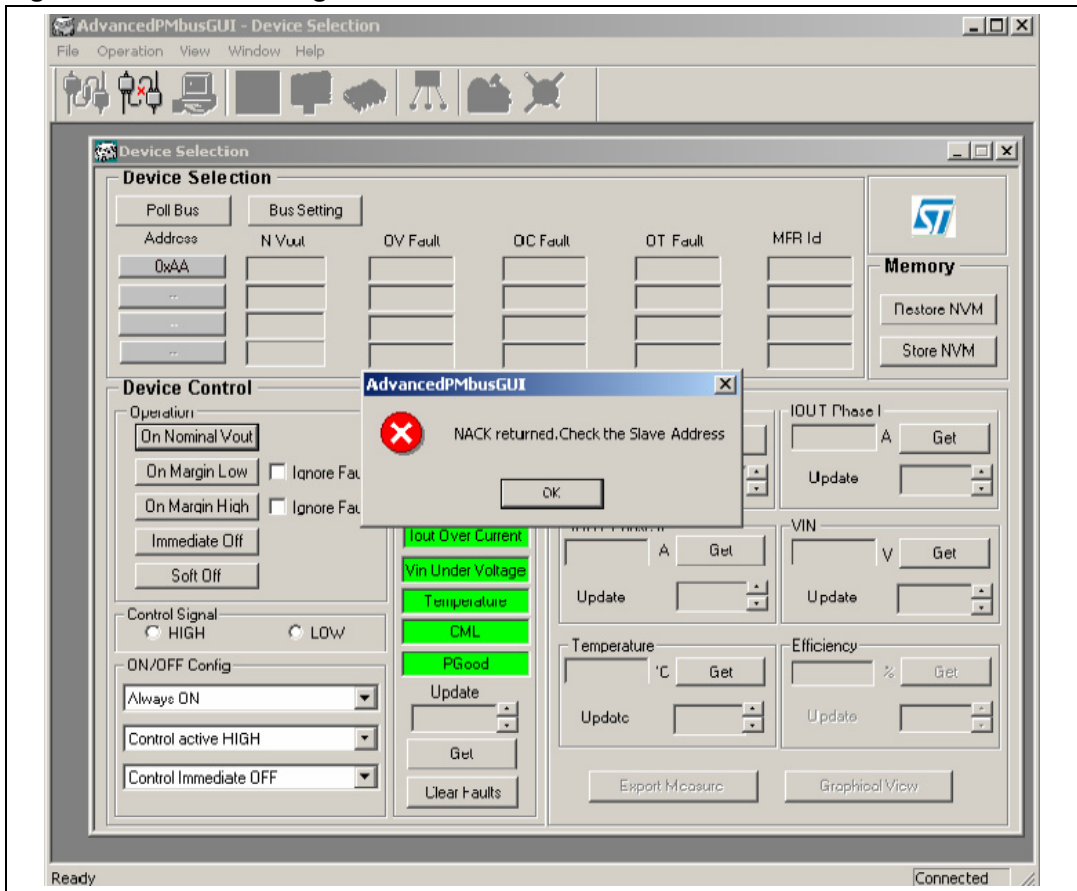 AdvancedPMbusGUI - Device Selection
File Operation View Window Help
Device Selection
Device Selection
Poll Bus Bus Setting
Address N Vout OV Fault OC Fault OT Fault MFR Id
0xAA
--
--
--
ST
Memory
Restore NVM
Store NVM
Device Control
Operation
On Nominal Vout
On Margin Low Ignore Fau
On Margin High Ignore Fau
Immediate Off
Soft Off
Control Signal
HIGH LOW
ON/OFF Config
Always ON
Control active HIGH
Control Immediate OFF
AdvancedPMbusGUI
NACK returned.Check the Slave Address
OK
Iout Over Current
Vin Under Voltage
Temperature
CML
PGood
Update
Get
Clear Faults
IOUT Phase I
A Get
Update
A Get
Update
VIN
V Get
Update
Temperature
°C Get
Update
Efficiency
% Get
Update
Export Measure Graphical View
Ready Connected